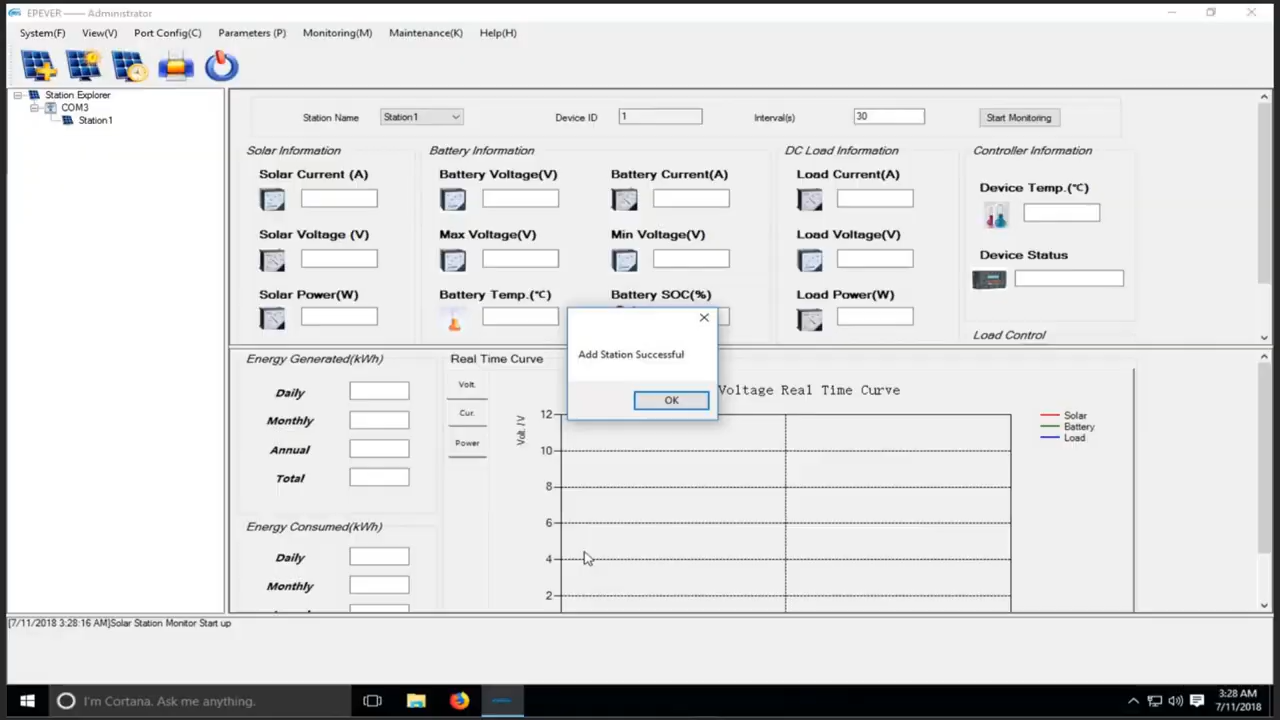 EPEVER —— Administrator
System(F) View(V) Port Config(C) Parameters (P) Monitoring(M) Maintenance(K) Help(H)
Station Explorer
COM3
Station1
Station Name Station1 Device ID 1 Interval(s) 30 Start Monitoring
Solar Information Battery Information DC Load Information Controller Information
Solar Current (A) Battery Voltage(V) Battery Current(A) Load Current(A)
Device Temp.(℃)
Solar Voltage (V) Max Voltage(V) Min Voltage(V) Load Voltage(V)
Device Status
Solar Power(W) Battery Temp.(℃) Battery SOC(%) Load Power(W)
Load Control
Add Station Successful
OK
Energy Generated(kWh) Real Time Curve
Daily
Monthly
Annual
Total
Energy Consumed(kWh)
Daily
Monthly
Volt.
Cur.
Power
Voltage Real Time Curve
Volt. /V
12
10
8
6
4
2
Solar
Battery
Load
[7/11/2018 3:28:16 AM]Solar Station Monitor Start up
I'm Cortana. Ask me anything.
3:28 AM
7/11/2018